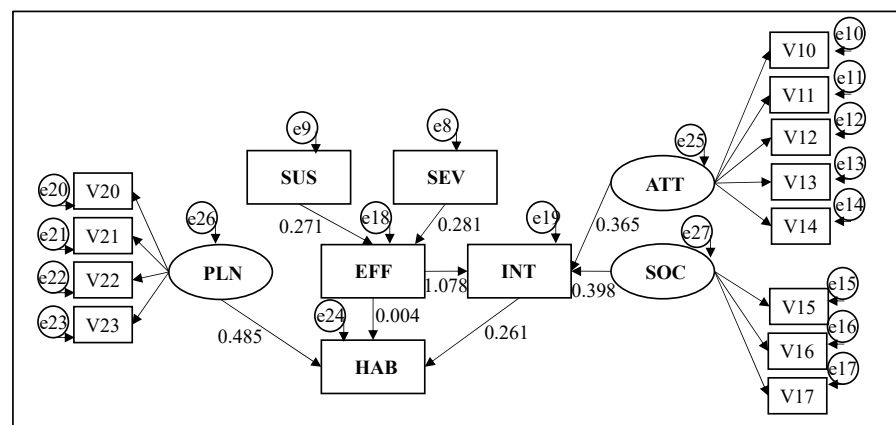 e10
V10
e11
V11
e12
V12
e13
V13
e14
V14
e9
e8
e25
SUS
SEV
ATT
e20
V20
e21
V21
e22
V22
e23
V23
e26
PLN
0.271
e18
0.281
e19
0.365
e27
EFF
1.078
INT
0.398
SOC
e15
V15
e16
V16
e17
V17
e24
0.004
0.485
0.261
HAB